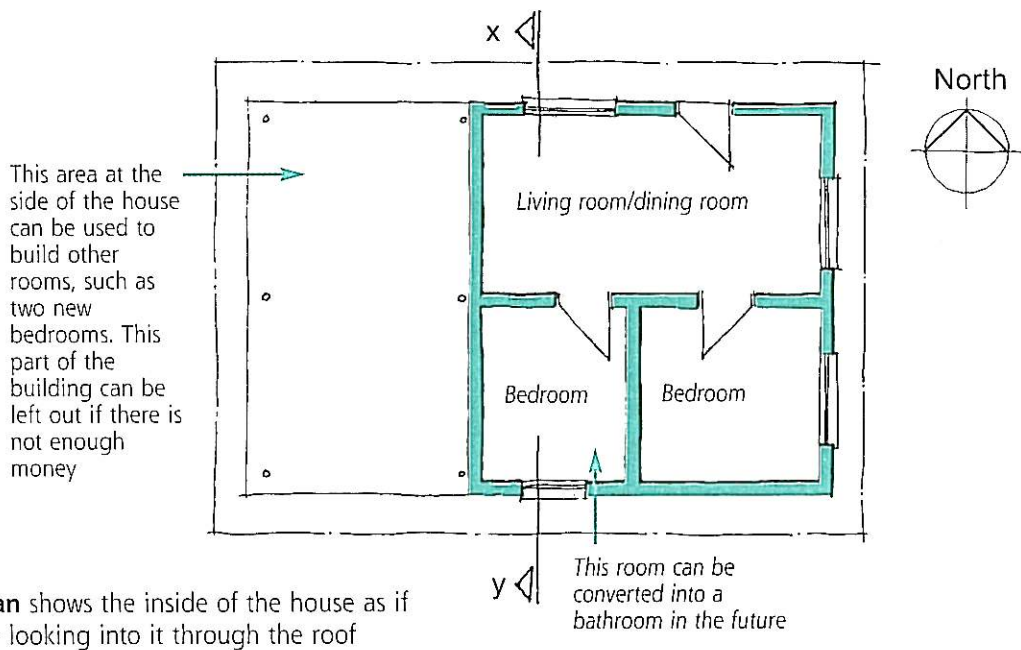 x
North
This area at the
side of the house
can be used to
build other
rooms, such as
two new
bedrooms. This
part of the
building can be
left out if there is
not enough
money
Living room/dining room
Bedroom
Bedroom
y
This room can be
converted into a
bathroom in the future
an shows the inside of the house as if
looking into it through the roof